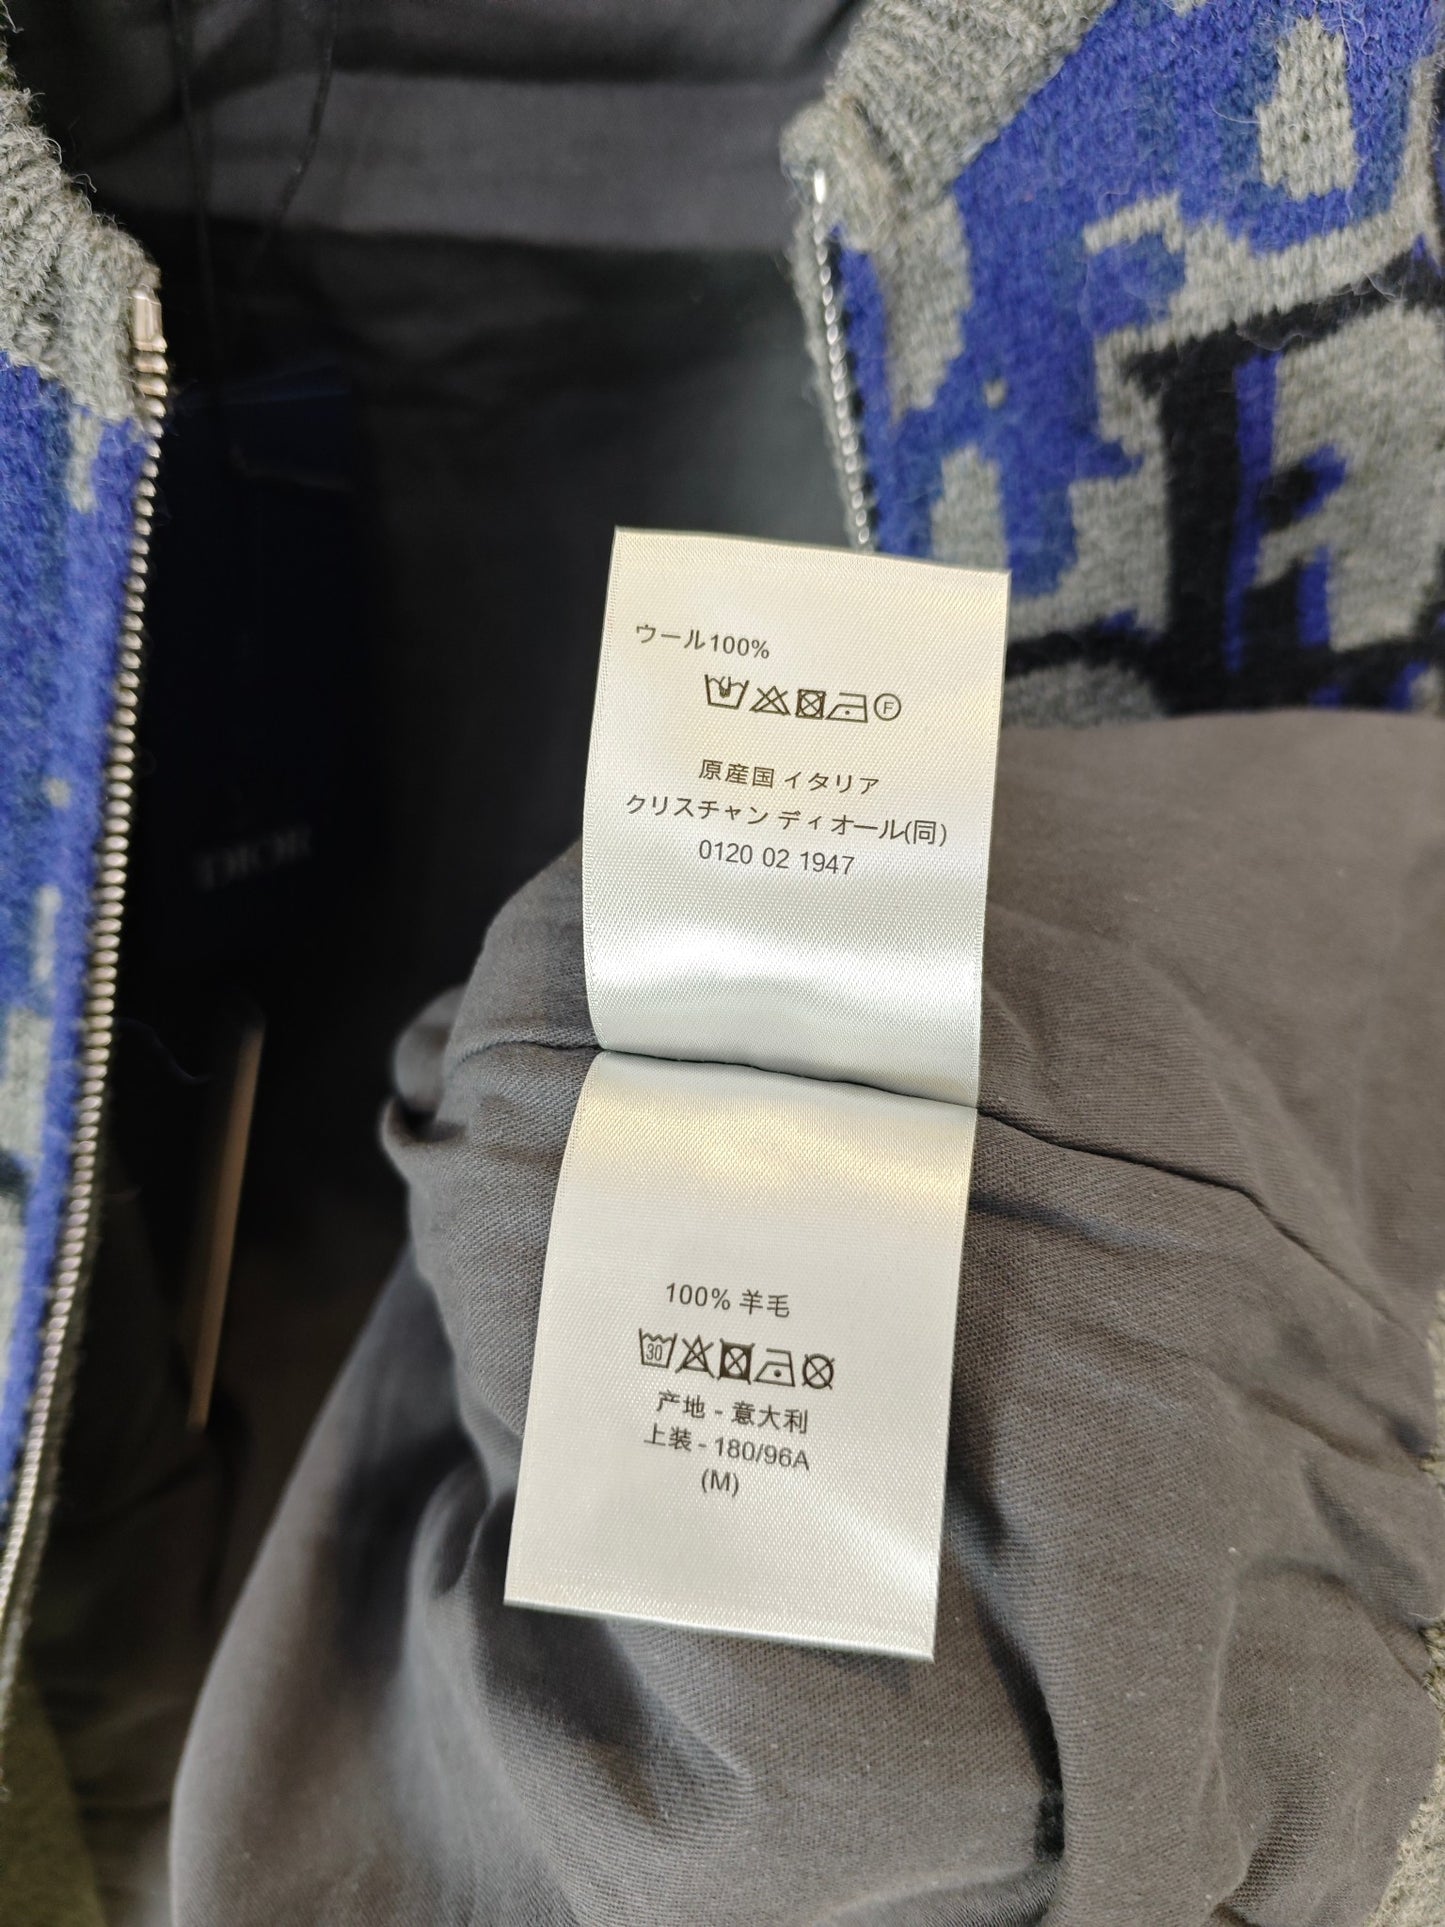 DIOR
ウール100%
F
原産国 イタリア
クリスチャン ディオール(同)
0120 02 1947
100% 羊毛
30
产地 - 意大利
上装 - 180/96A
(M)